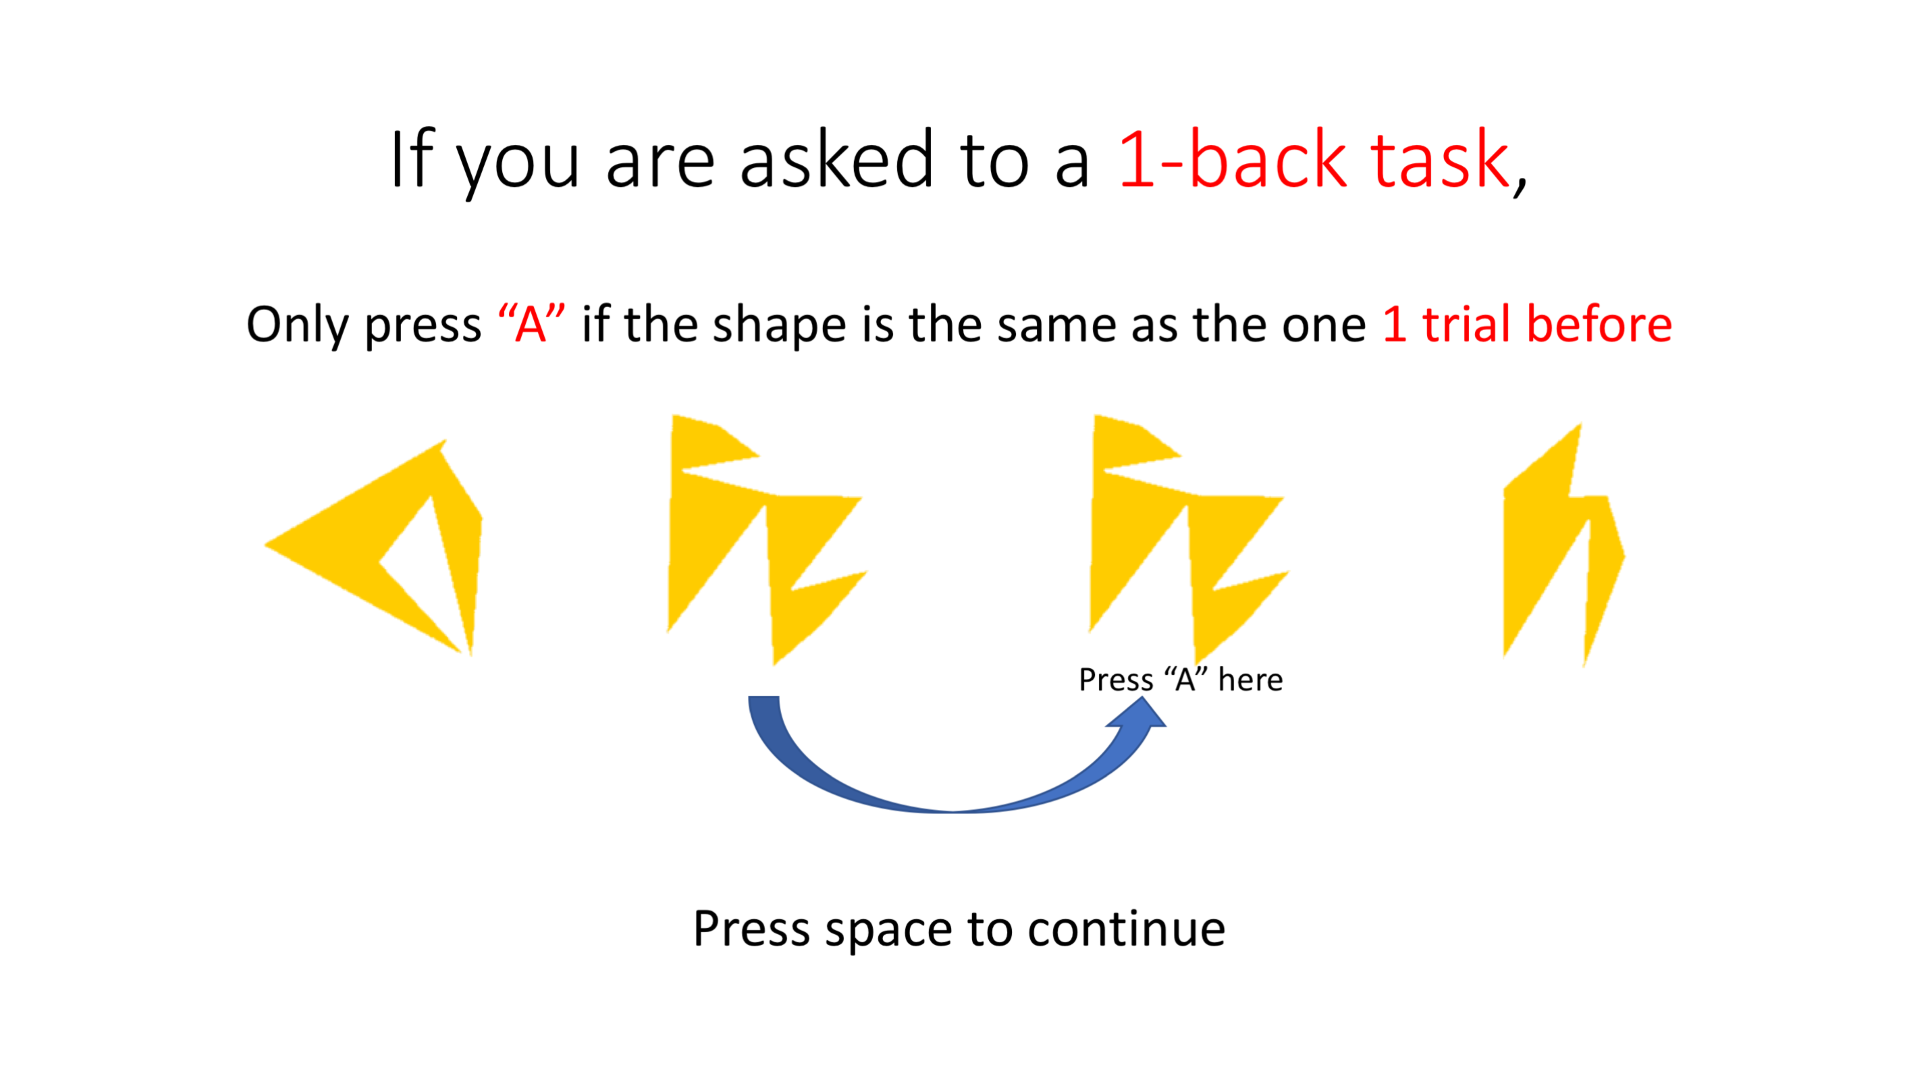 If you are asked to a 1-back task,
Only press “A” if the shape is the same as the one 1 trial before
Press “A” here
Press space to continue